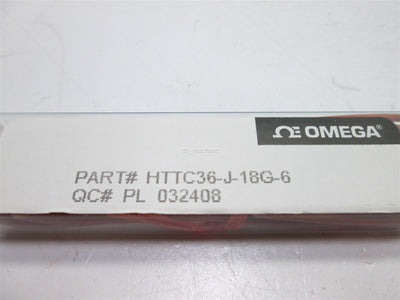 OMEGA®
PART# HTTC36-J-18G-6
QC# PL 032408